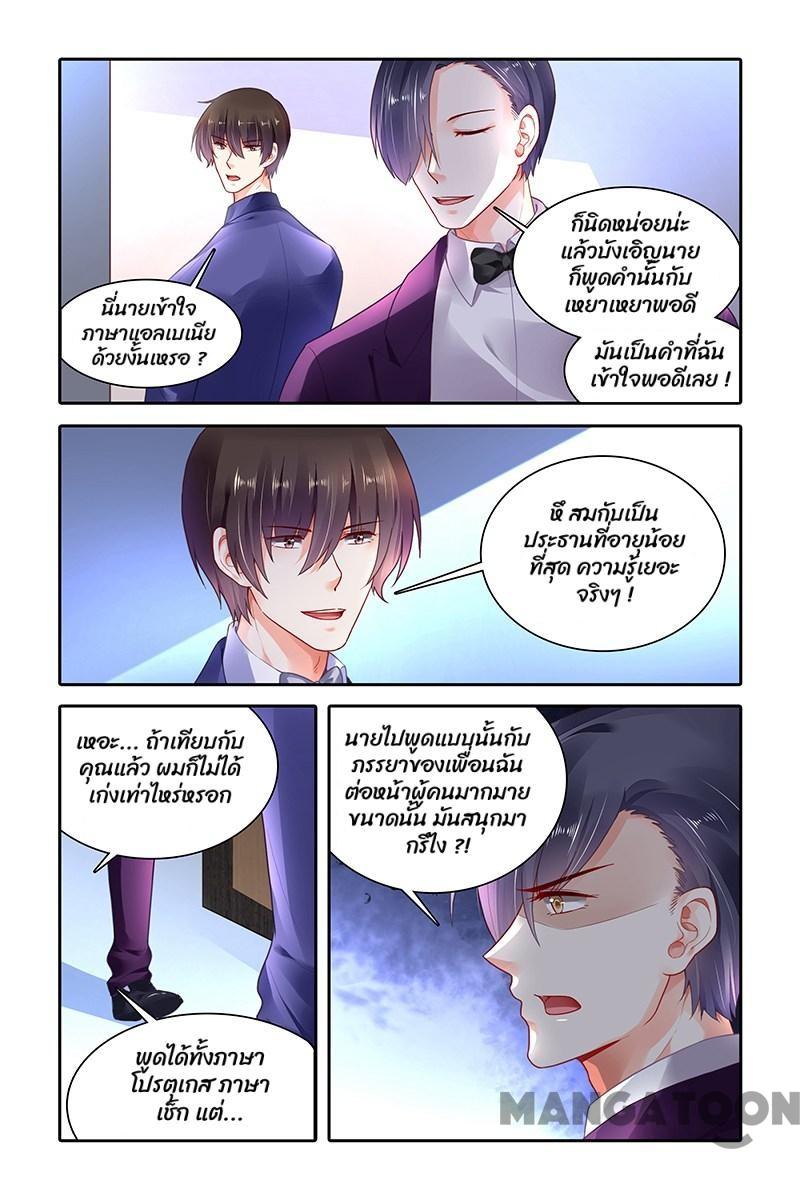 นี่นายเข้าใจ
ภาษาแอลเบเนีย
ด้วยงั้นเหรอ ?
ก็นิดหน่อยน่ะ
แล้วบังเอิญนาย
ก็พูดคำนั้นกับ
เหยาเหยาพอดี
มันเป็นคำที่ฉัน
เข้าใจพอดีเลย !
หึ สมกับเป็น
ประธานที่อายุน้อย
ที่สุด ความรู้เยอะ
จริงๆ !
เหอะ... ถ้าเทียบกับ
คุณแล้ว ผมก็ไม่ได้
เก่งเท่าไหร่หรอก
พูดได้ทั้งภาษา
โปรตุเกส ภาษา
เช็ก แต่...
นายไปพูดแบบนั้นกับ
ภรรยาของเพื่อนฉัน
ต่อหน้าผู้คนมากมาย
ขนาดนั้น มันสนุกมา
กรึไง ?!
MANGATOON